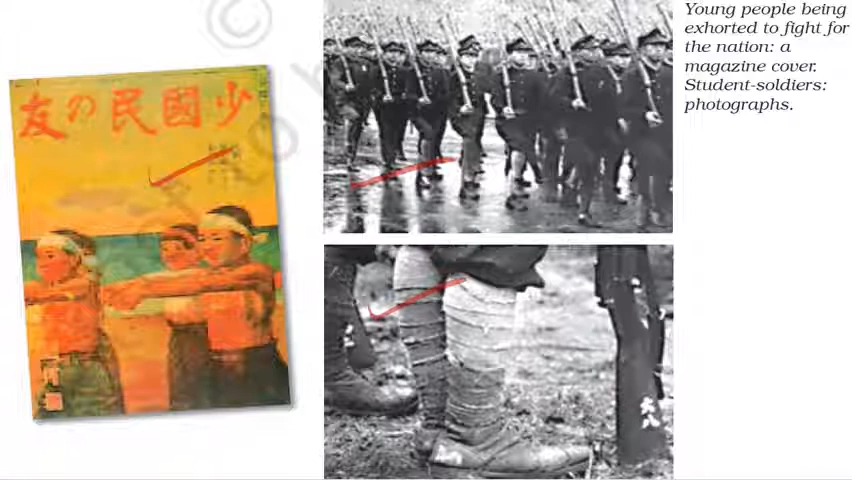 少國民の友
Young people being
exhorted to fight for
the nation: a
magazine cover.
Student-soldiers:
photographs.